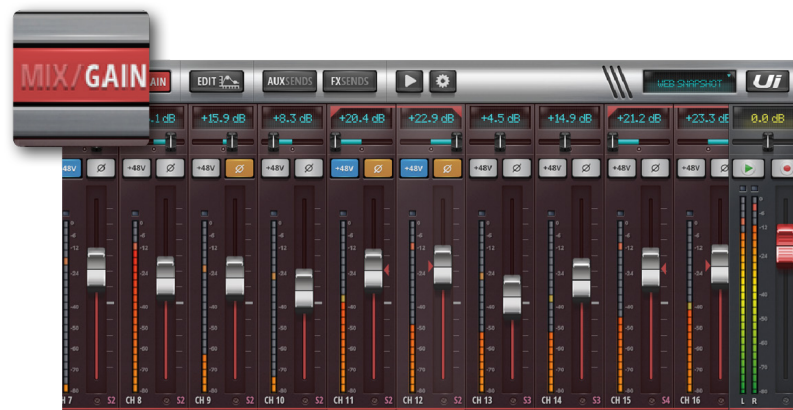 MIX/GAIN
AIN EDIT AUXSENDS FXSENDS WEB SNAPSHOT Ui
.1 dB +15.9 dB +8.3 dB +20.4 dB +22.9 dB +4.5 dB +14.9 dB +21.2 dB +23.3 dB 0.0 dB
48V Ø +48V Ø +48V Ø +48V Ø +48V Ø +48V Ø +48V Ø +48V Ø +48V Ø +48V
H 7 S2 CH 8 S2 CH 9 S2 CH 10 S2 CH 11 S2 CH 12 S2 CH 13 S3 CH 14 S3 CH 15 S4 CH 16 L R